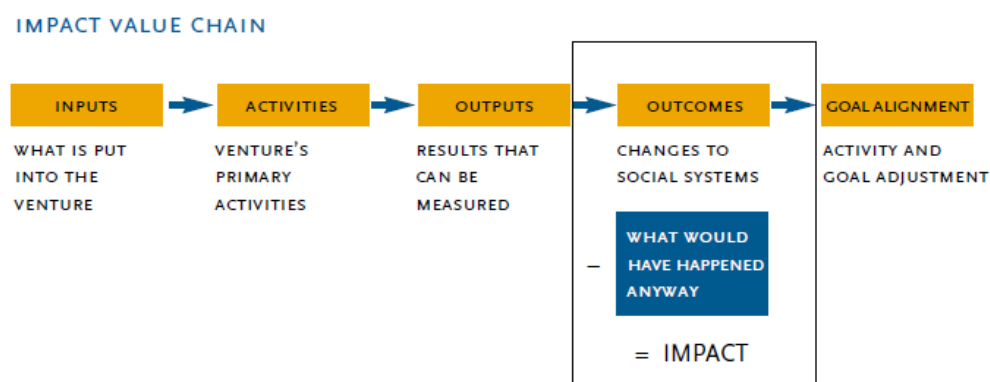 IMPACT VALUE CHAIN
INPUTS
ACTIVITIES
OUTPUTS
OUTCOMES
GOAL ALIGNMENT
WHAT IS PUT
INTO THE
VENTURE
VENTURE'S
PRIMARY
ACTIVITIES
RESULTS THAT
CAN BE
MEASURED
CHANGES TO
SOCIAL SYSTEMS
ACTIVITY AND
GOAL ADJUSTMENT
–
WHAT WOULD
HAVE HAPPENED
ANYWAY
= IMPACT